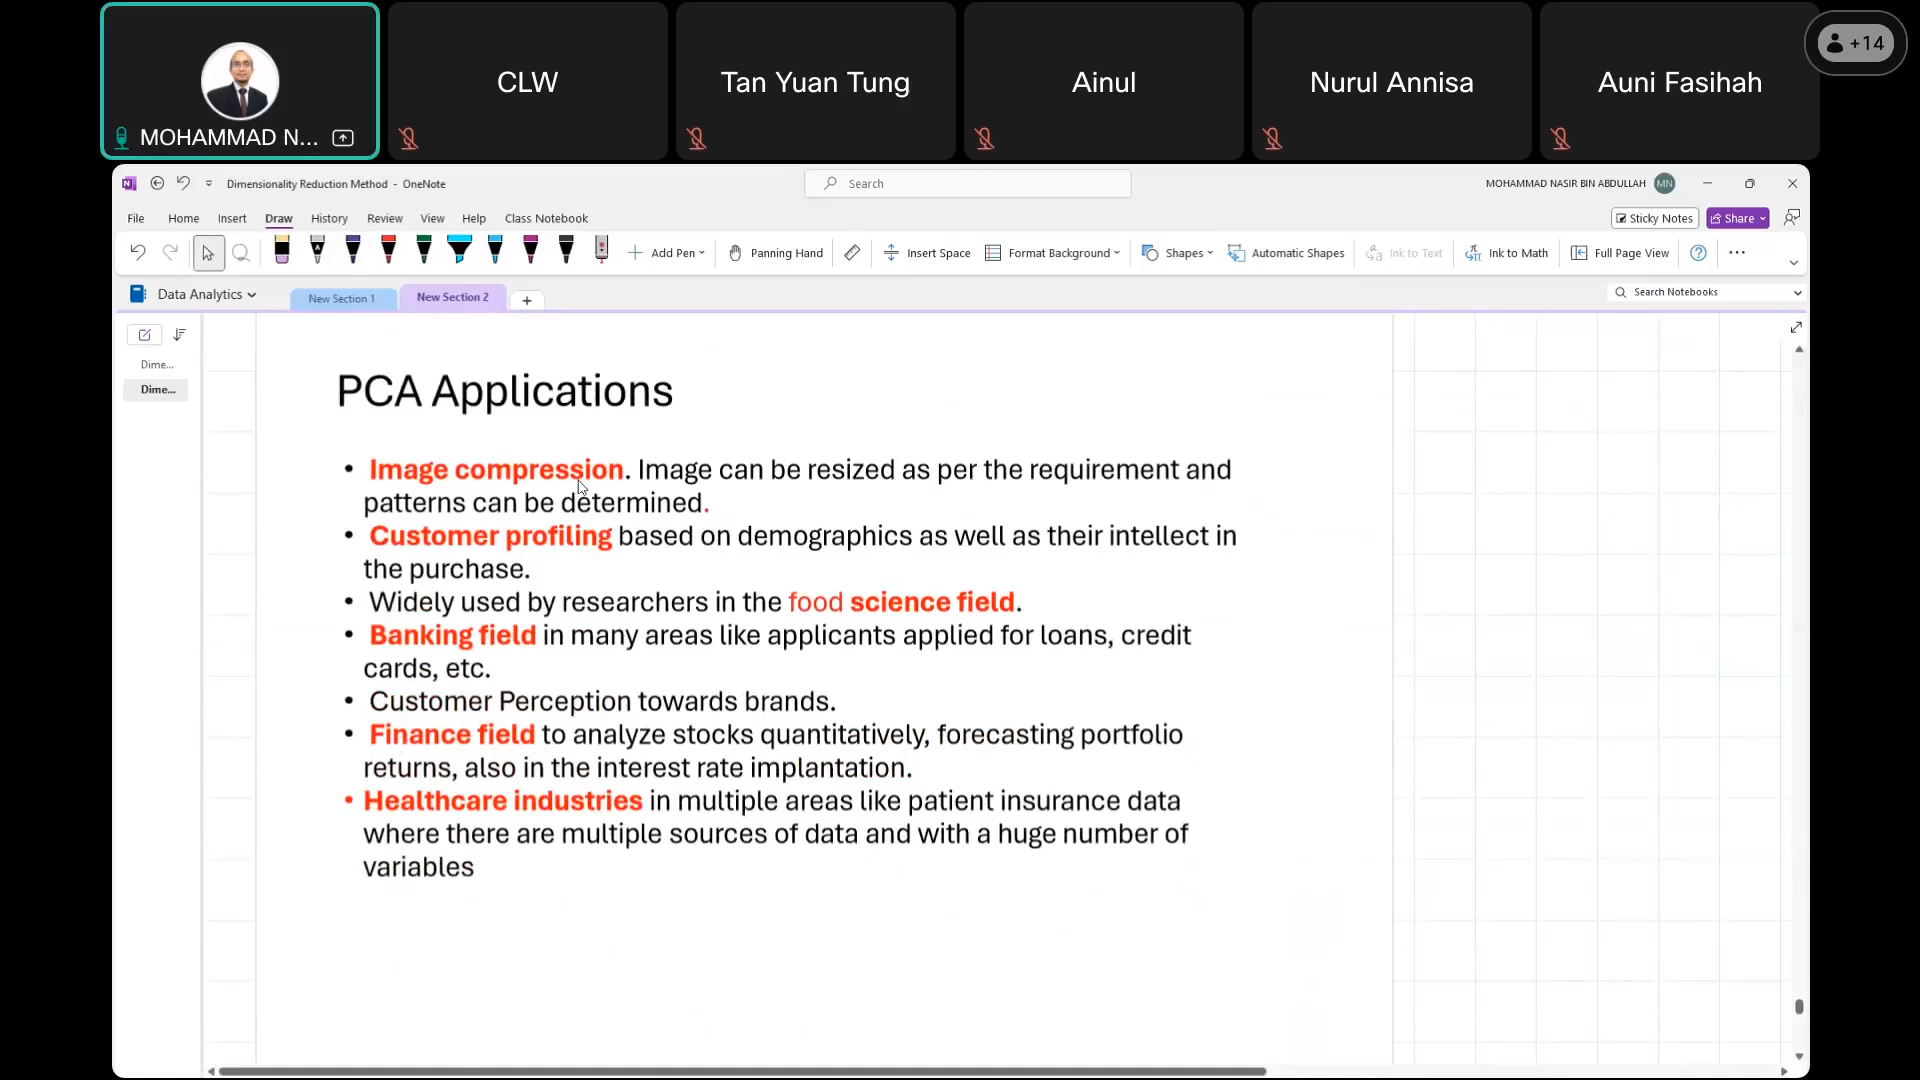 CLW
Tan Yuan Tung
Ainul
Nurul Annisa
Auni Fasihah
+14
MOHAMMAD N...
Dimensionality Reduction Method - OneNote
Search
MOHAMMAD NASIR BIN ABDULLAH
MN
File Home Insert Draw History Review View Help Class Notebook
Sticky Notes
Share
Add Pen
Panning Hand
Insert Space
Format Background
Shapes
Automatic Shapes
Ink to Text
Ink to Math
Full Page View
Data Analytics
New Section 1
New Section 2
Search Notebooks
Dime...
Dime...
PCA Applications
• Image compression. Image can be resized as per the requirement and
patterns can be determined.
• Customer profiling based on demographics as well as their intellect in
the purchase.
• Widely used by researchers in the food science field.
• Banking field in many areas like applicants applied for loans, credit
cards, etc.
• Customer Perception towards brands.
• Finance field to analyze stocks quantitatively, forecasting portfolio
returns, also in the interest rate implantation.
• Healthcare industries in multiple areas like patient insurance data
where there are multiple sources of data and with a huge number of
variables